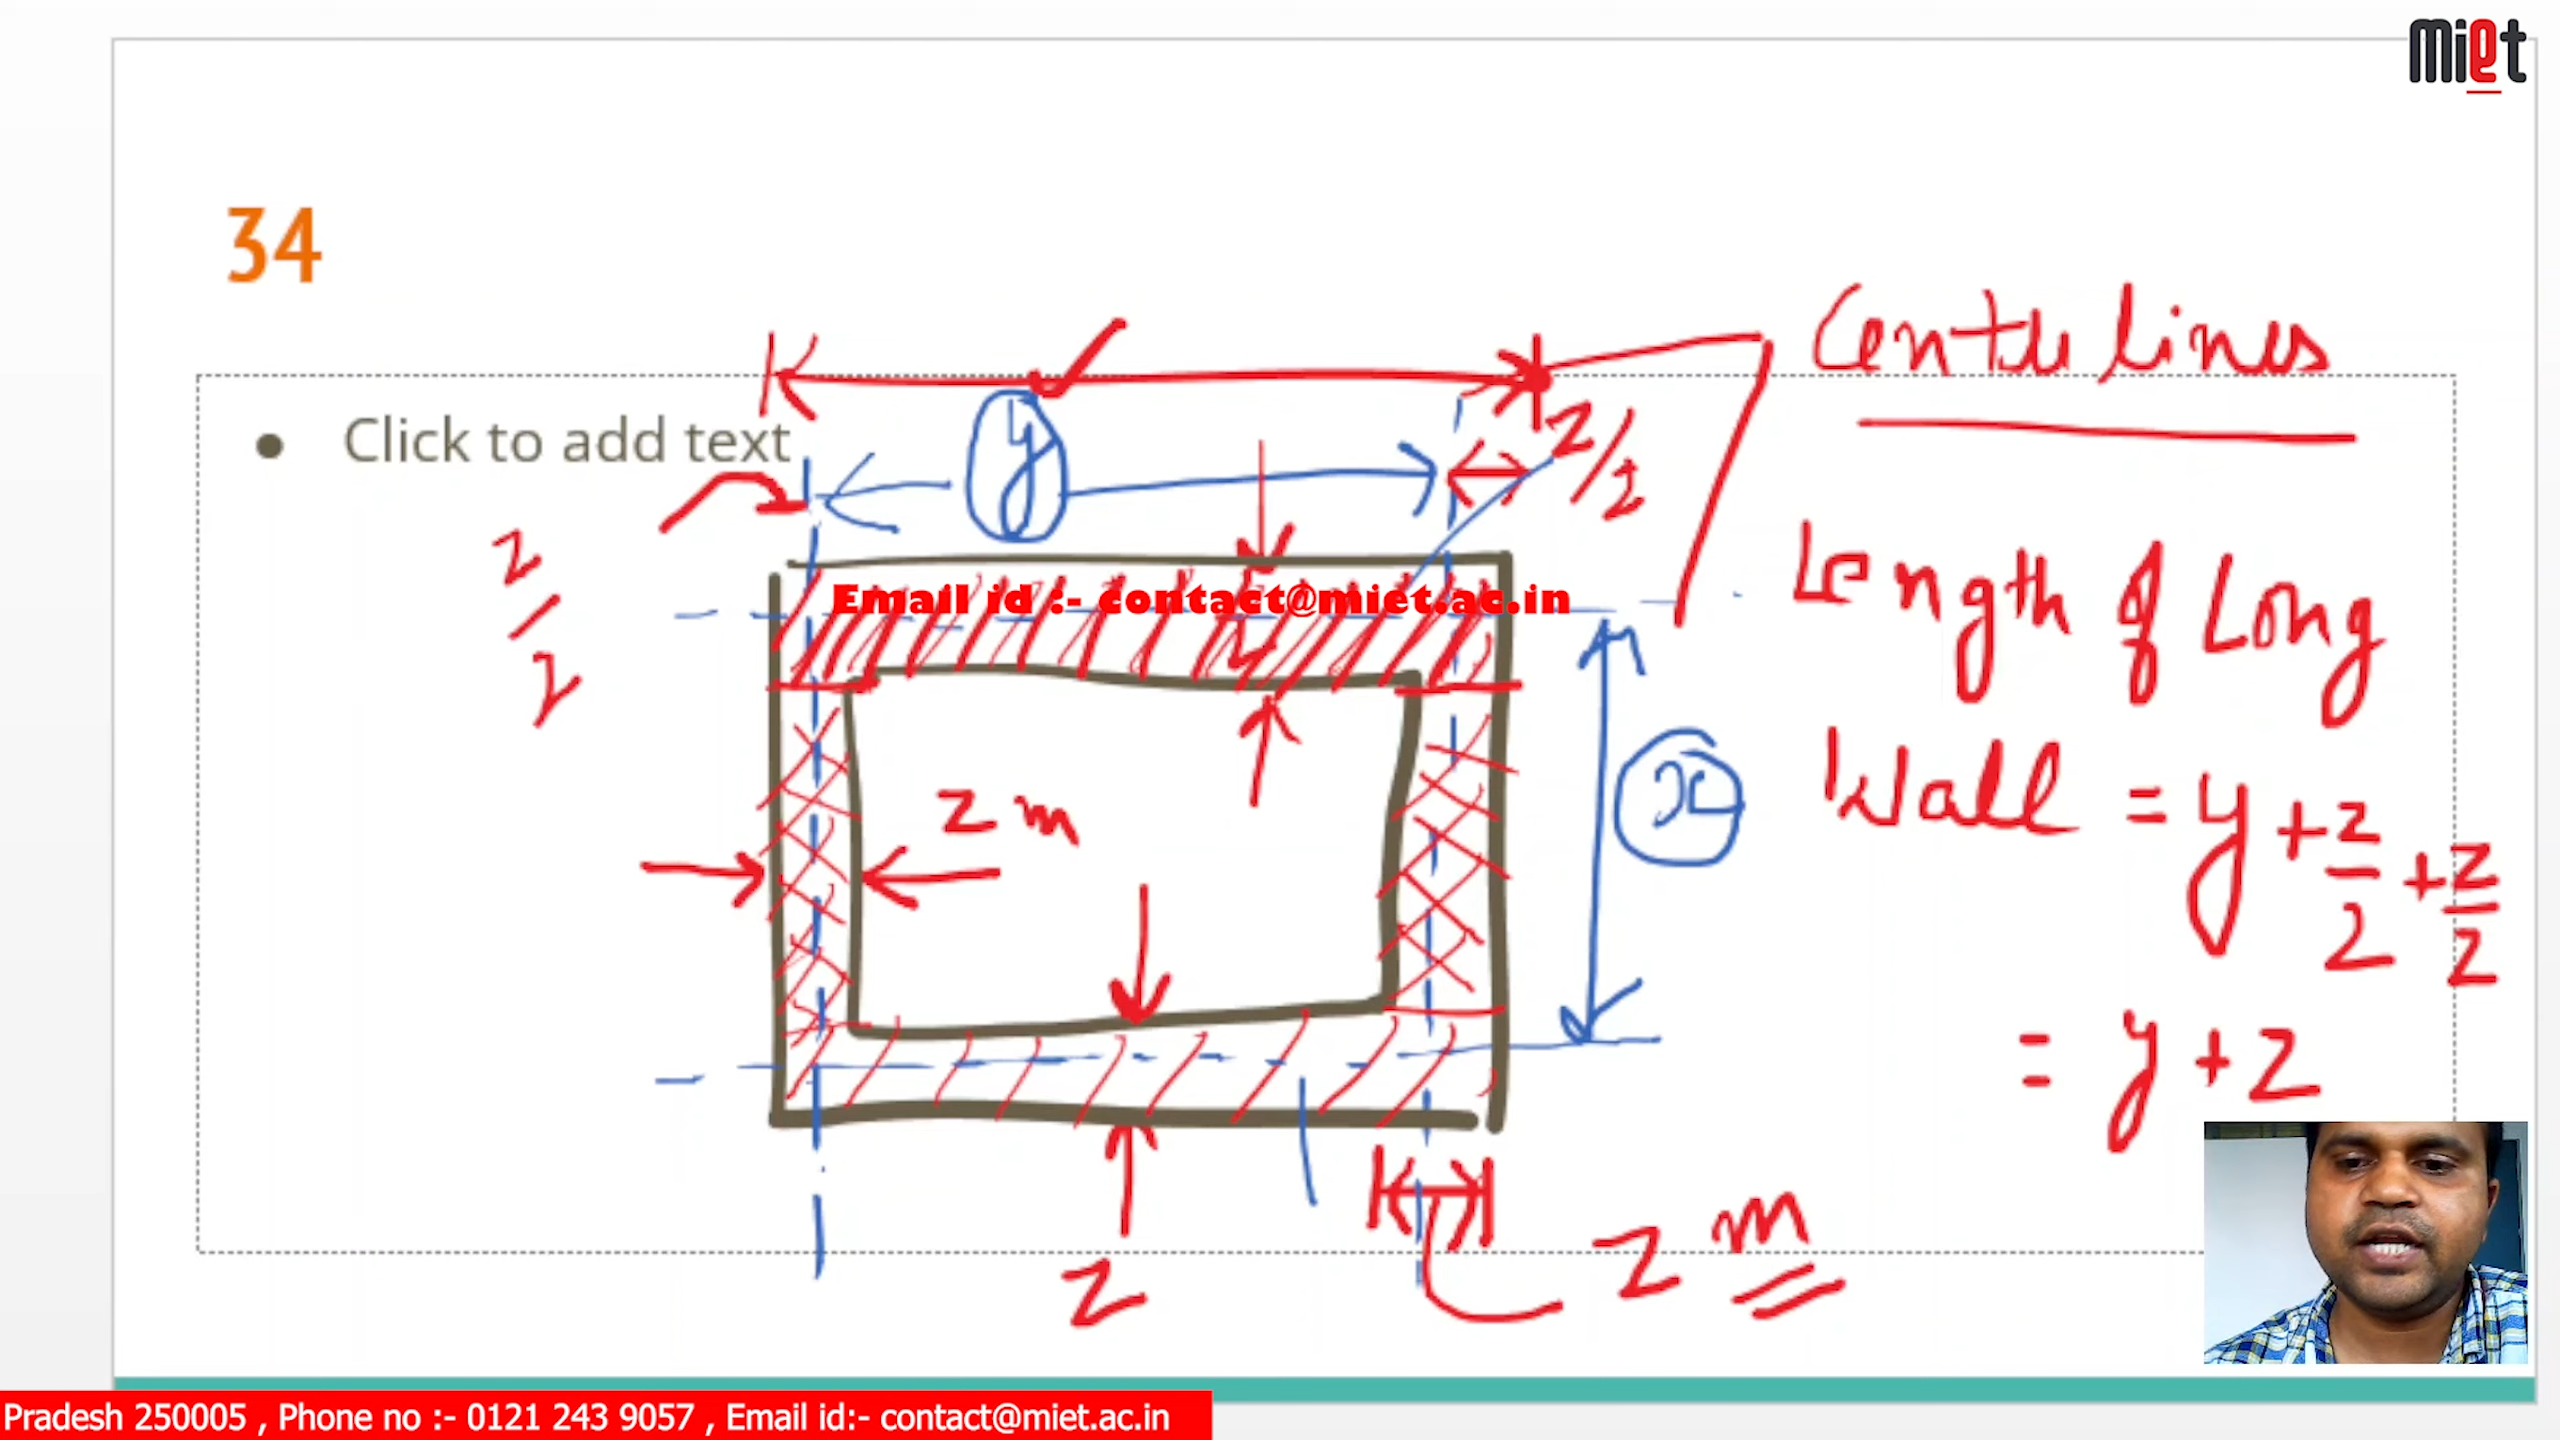 miet
34
Centre lines
• Click to add text
y
z/2
z/2
Email id :- contact@miet.ac.in
Length of Long
Wall = y + z/2 + z/2
x
z m
= y + z
z m
z
Pradesh 250005 , Phone no :- 0121 243 9057 , Email id:- contact@miet.ac.in